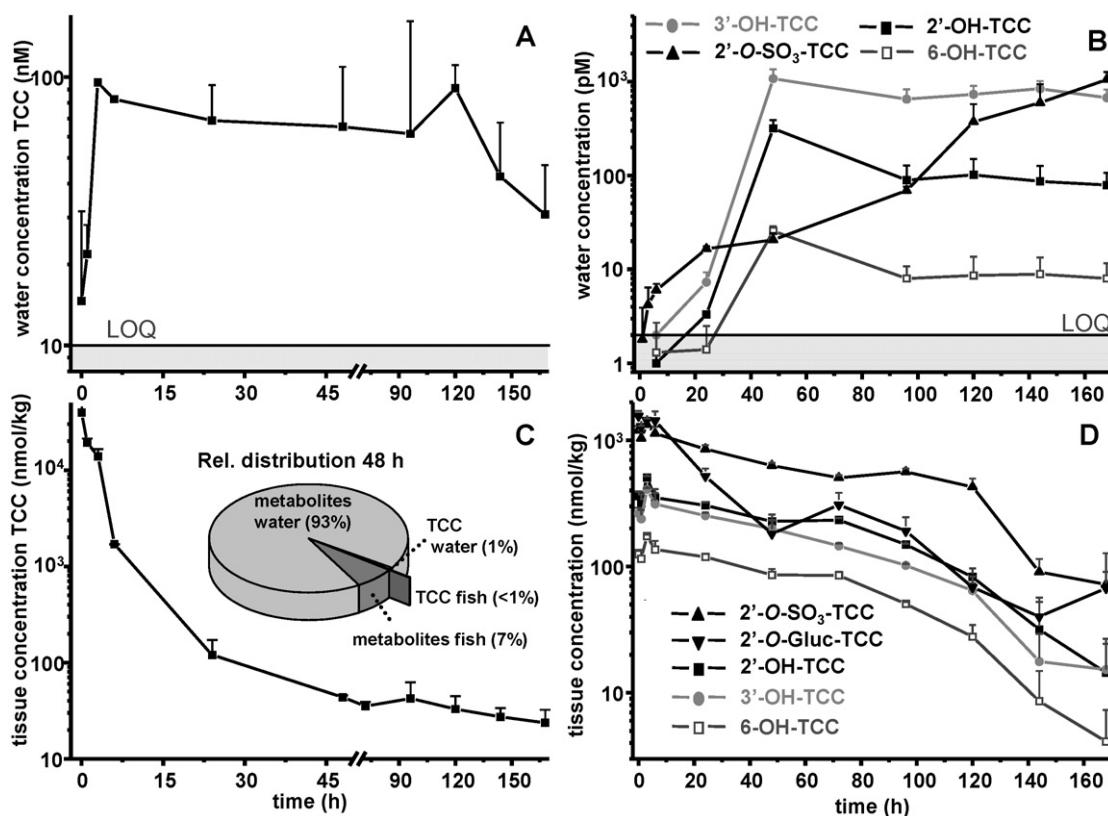 A
water concentration TCC (nM)
100
10
LOQ
0 15 30 45 90 120 150
B
3'-OH-TCC
2'-OH-TCC
2'-O-SO3-TCC
6-OH-TCC
water concentration (pM)
10³
100
10
1
LOQ
0 20 40 60 80 100 120 140 160
C
tissue concentration TCC (nmol/kg)
10⁴
10³
100
10
Rel. distribution 48 h
metabolites
water (93%)
TCC
water (1%)
TCC fish (<1%)
metabolites fish (7%)
0 15 30 45 90 120 150
time (h)
D
tissue concentration (nmol/kg)
10³
100
10
2'-O-SO₃-TCC
2'-O-Gluc-TCC
2'-OH-TCC
3'-OH-TCC
6-OH-TCC
0 20 40 60 80 100 120 140 160
time (h)